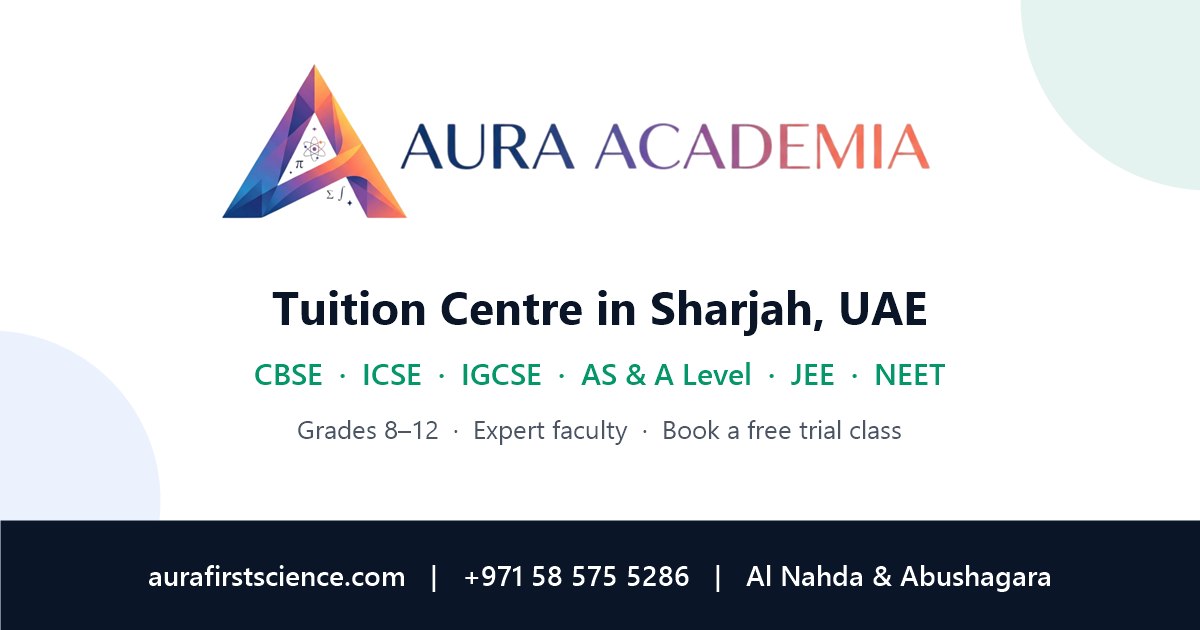 π
Σ ∫
AURA ACADEMIA
Tuition Centre in Sharjah, UAE
CBSE · ICSE · IGCSE · AS & A Level · JEE · NEET
Grades 8–12 · Expert faculty · Book a free trial class
aurafirstscience.com | +971 58 575 5286 | Al Nahda & Abushagara